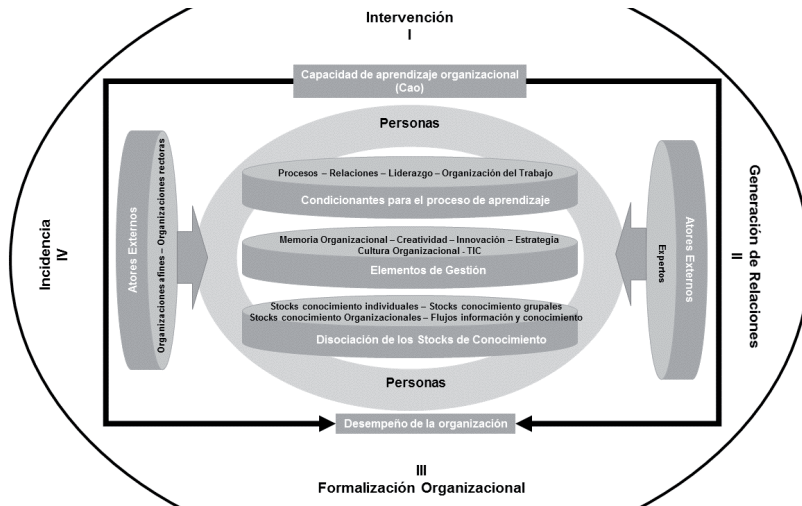 Intervención
I
Capacidad de aprendizaje organizacional
(Cao)
Personas
Procesos – Relaciones – Liderazgo – Organización del Trabajo
Condicionantes para el proceso de aprendizaje
Memoria Organizacional – Creatividad – Innovación – Estrategia
Cultura Organizacional - TIC
Elementos de Gestión
Stocks conocimiento individuales – Stocks conocimiento grupales
Stocks conocimiento Organizacionales – Flujos información y conocimiento
Disociación de los Stocks de Conocimiento
Personas
Desempeño de la organización
III
Formalización Organizacional
Incidencia
IV
Atores Externos
Organizaciones afines – Organizaciones rectoras
Expertos
Atores Externos
II
Generación de Relaciones